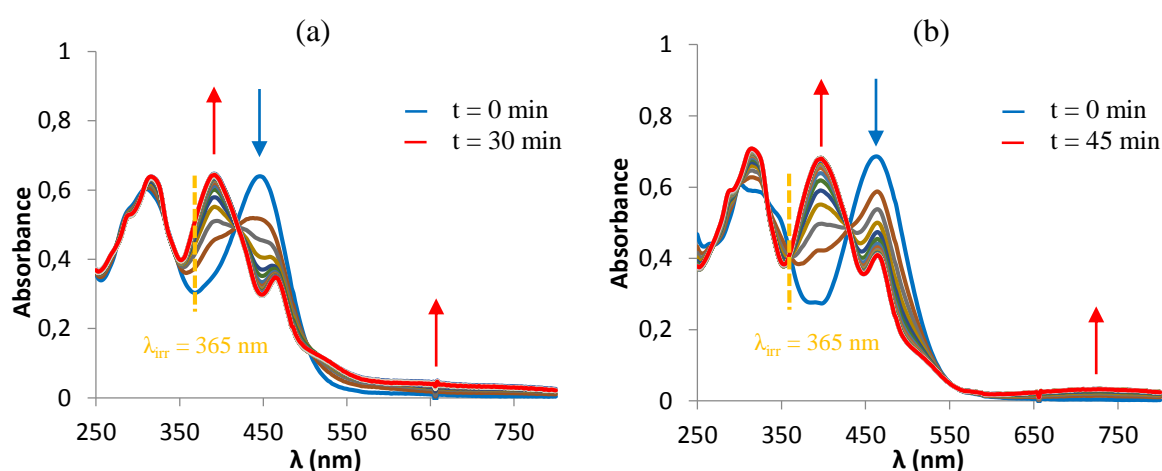 (a)
1
0,8
0,6
0,4
0,2
0
Absorbance
250
350
450
550
650
750
λ (nm)
t = 0 min
t = 30 min
λirr = 365 nm
(b)
1
0,8
0,6
0,4
0,2
0
Absorbance
250
350
450
550
650
750
λ (nm)
t = 0 min
t = 45 min
λirr = 365 nm